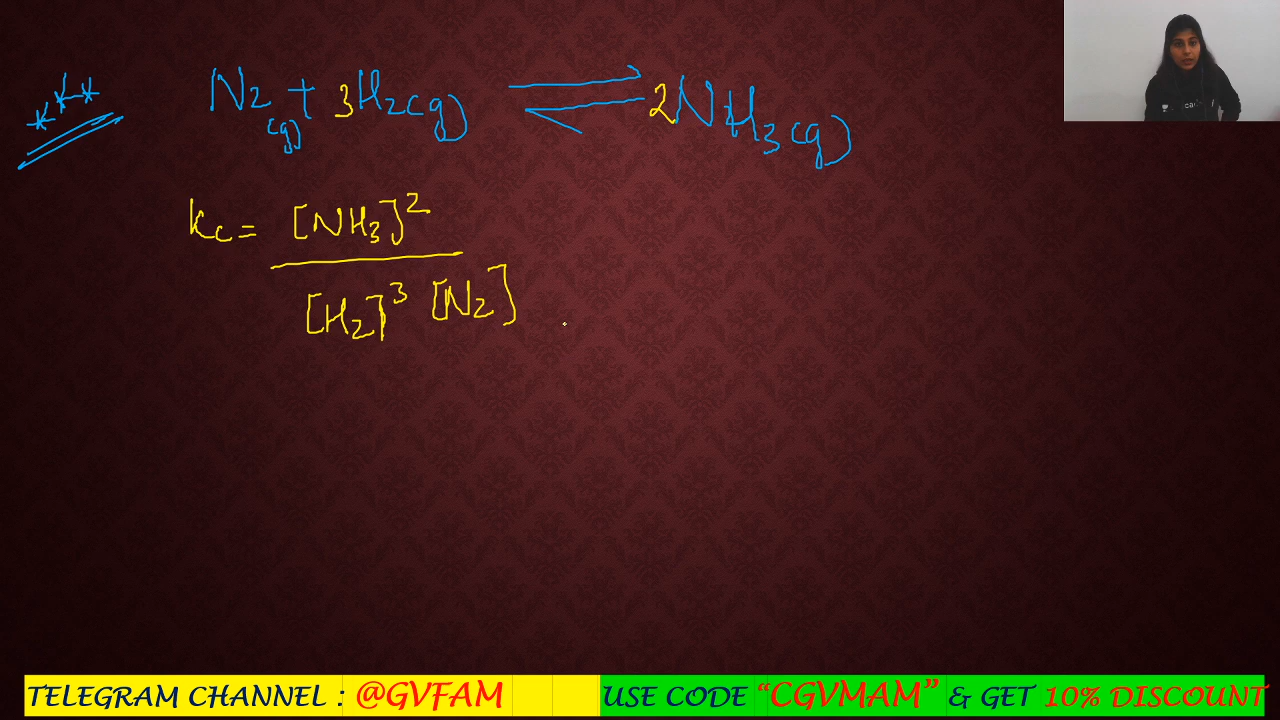 N2(g) + 3H2(g) ⇌ 2NH3(g)
kc = [NH3]^2
[H2]^3 [N2]
TELEGRAM CHANNEL : @GVFAM
USE CODE “CGVMAM” & GET 10% DISCOUNT